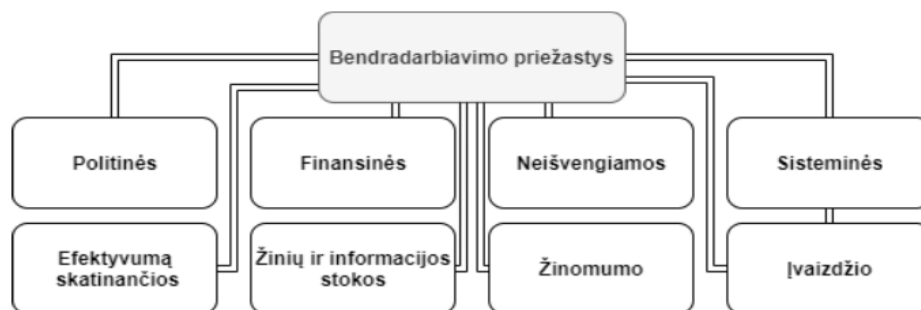 Bendradarbiavimo priežastys
Politinės
Finansinės
Neišvengiamos
Sisteminės
Efektyvumą
skatinančios
Žinių ir informacijos
stokos
Žinomumo
Įvaizdžio